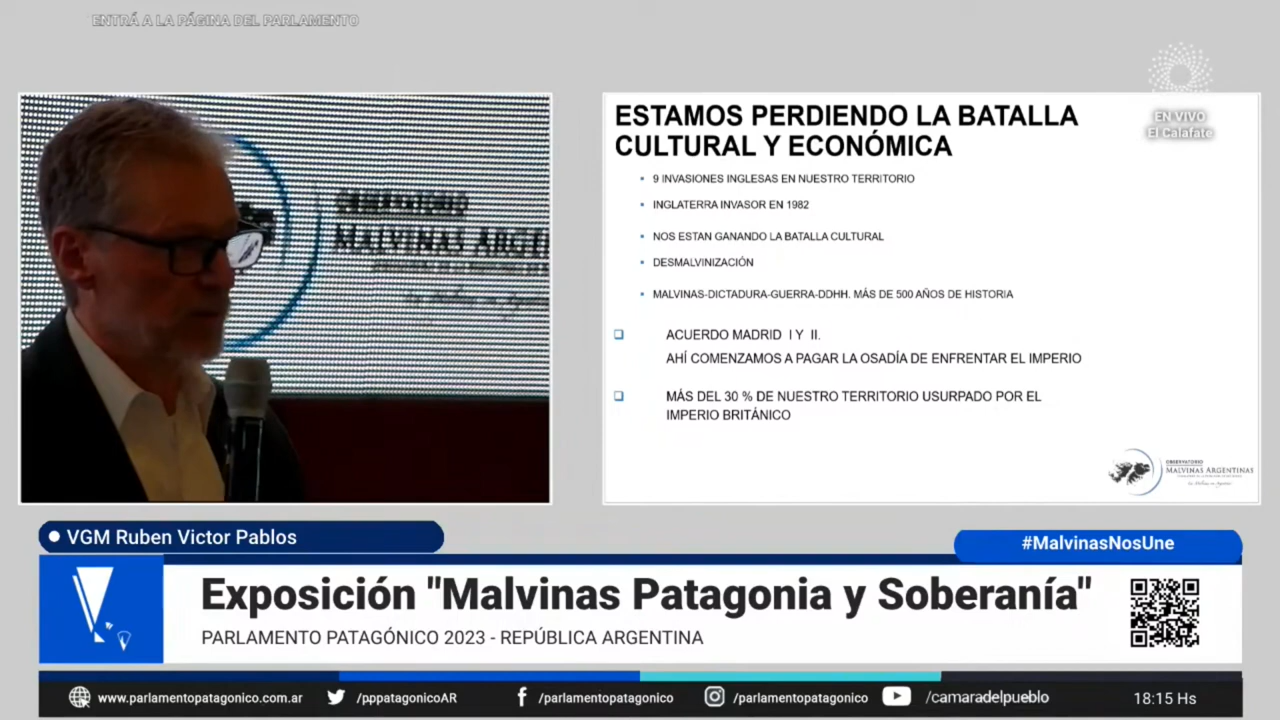 ENTRÁ A LA PÁGINA DEL PARLAMENTO
EN VIVO
El Calafate
MALVINAS ARGENTINAS
ESTAMOS PERDIENDO LA BATALLA
CULTURAL Y ECONÓMICA
▪ 9 INVASIONES INGLESAS EN NUESTRO TERRITORIO
▪ INGLATERRA INVASOR EN 1982
▪ NOS ESTAN GANANDO LA BATALLA CULTURAL
▪ DESMALVINIZACIÓN
▪ MALVINAS-DICTADURA-GUERRA-DDHH. MÁS DE 500 AÑOS DE HISTORIA
❑ ACUERDO MADRID I Y II.
AHÍ COMENZAMOS A PAGAR LA OSADÍA DE ENFRENTAR EL IMPERIO
❑ MÁS DEL 30 % DE NUESTRO TERRITORIO USURPADO POR EL
IMPERIO BRITÁNICO
OBSERVATORIO
MALVINAS ARGENTINAS
VGM Ruben Victor Pablos
#MalvinasNosUne
Exposición "Malvinas Patagonia y Soberanía"
PARLAMENTO PATAGÓNICO 2023 - REPÚBLICA ARGENTINA
www.parlamentopatagonico.com.ar /pppatagonicoAR /parlamentopatagonico /parlamentopatagonico /camaradelpueblo 18:15 Hs